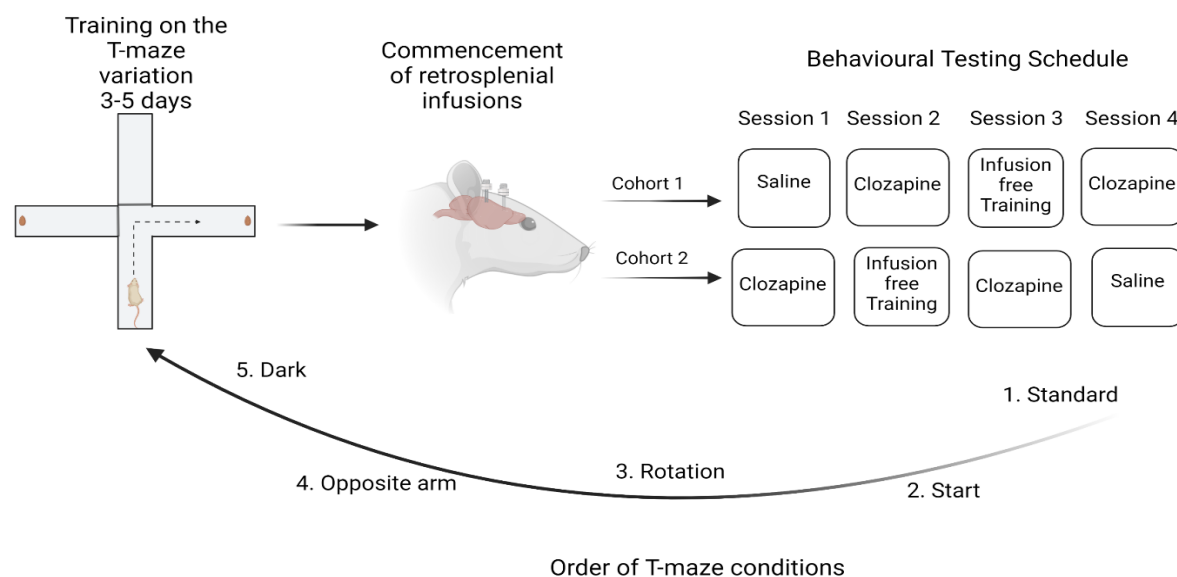 Training on the
T-maze
variation
3-5 days
Commencement
of retrosplenial
infusions
Behavioural Testing Schedule
Session 1 Session 2 Session 3 Session 4
Cohort 1
Saline
Clozapine
Infusion
free
Training
Clozapine
Cohort 2
Clozapine
Infusion
free
Training
Clozapine
Saline
1. Standard
2. Start
3. Rotation
4. Opposite arm
5. Dark
Order of T-maze conditions